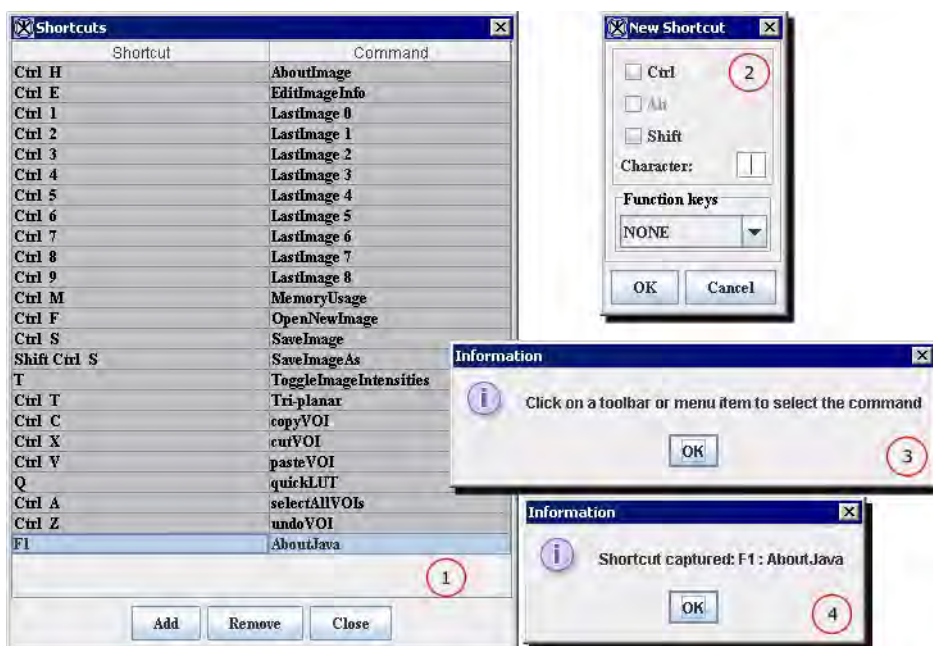 Shortcuts
Shortcut Command
Ctrl H AboutImage
Ctrl E EditImageInfo
Ctrl 1 LastImage 0
Ctrl 2 LastImage 1
Ctrl 3 LastImage 2
Ctrl 4 LastImage 3
Ctrl 5 LastImage 4
Ctrl 6 LastImage 5
Ctrl 7 LastImage 6
Ctrl 8 LastImage 7
Ctrl 9 LastImage 8
Ctrl M MemoryUsage
Ctrl F OpenNewImage
Ctrl S SaveImage
Shift Ctrl S SaveImageAs
T ToggleImageIntensities
Ctrl T Tri-planar
Ctrl C copyVOI
Ctrl X cutVOI
Ctrl V pasteVOI
Q quickLUT
Ctrl A selectAllVOIs
Ctrl Z undoVOI
F1 AboutJava
1
Add Remove Close
New Shortcut
Ctrl
2
Alt
Shift
Character:
Function keys
NONE
OK Cancel
Information
i Click on a toolbar or menu item to select the command
OK
3
Information
i Shortcut captured: F1 : AboutJava
OK
4